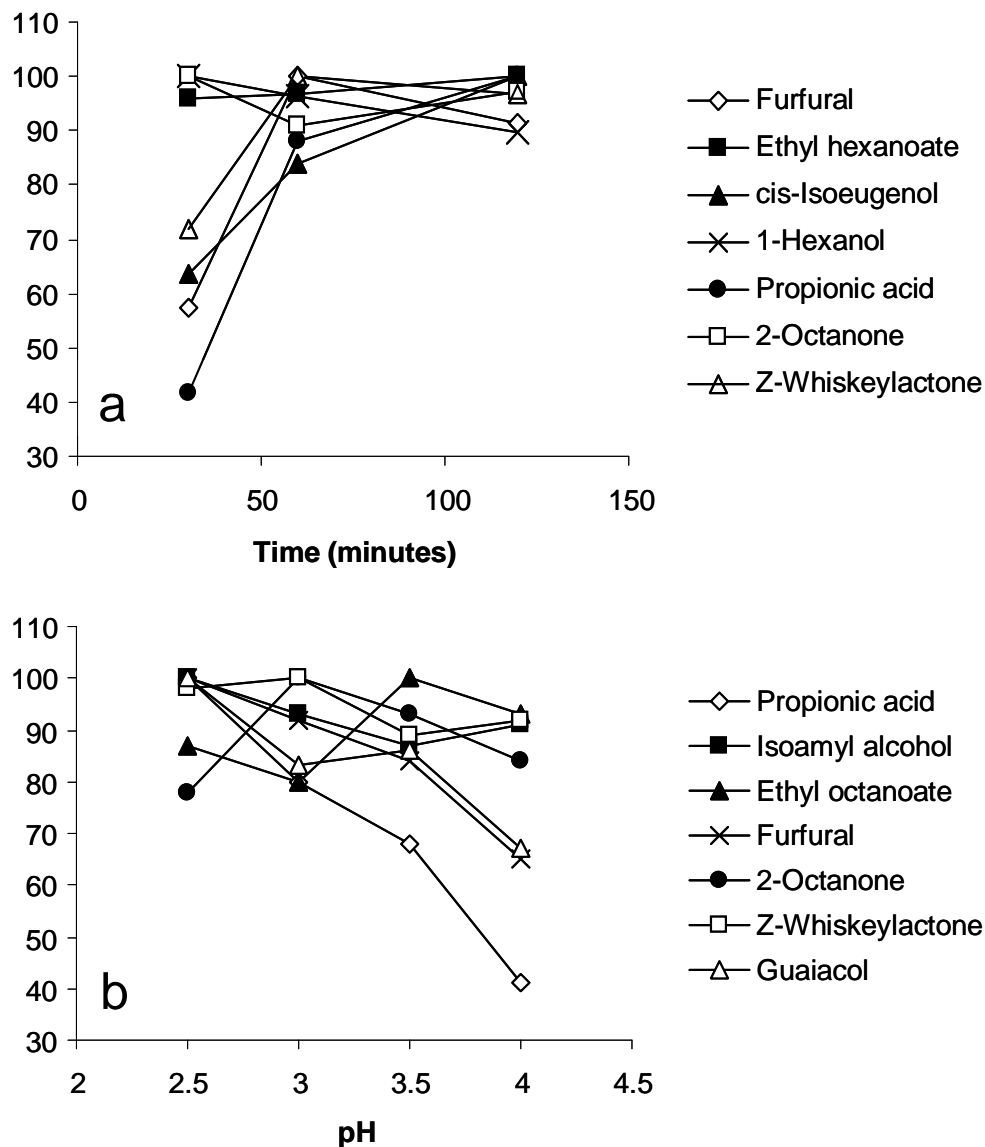 110
100
90
80
70
60
50
40
30
a
0 50 100 150
Time (minutes)
Furfural
Ethyl hexanoate
cis-Isoeugenol
1-Hexanol
Propionic acid
2-Octanone
Z-Whiskeylactone
110
100
90
80
70
60
50
40
30
b
2 2.5 3 3.5 4 4.5
pH
Propionic acid
Isoamyl alcohol
Ethyl octanoate
Furfural
2-Octanone
Z-Whiskeylactone
Guaiacol